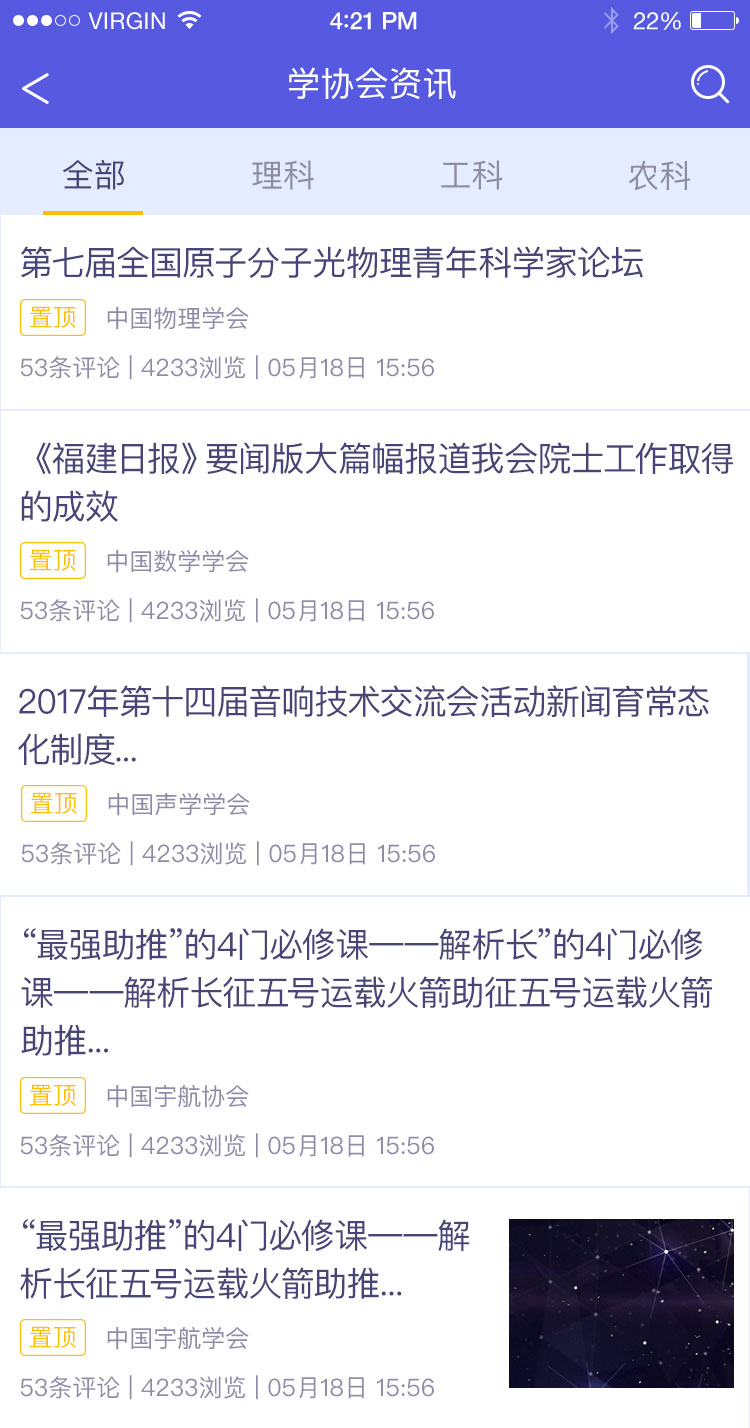 VIRGIN 4:21 PM 22%
学协会资讯
全部 理科 工科 农科
第七届全国原子分子光物理青年科学家论坛
置顶 中国物理学会
53条评论 | 4233浏览 | 05月18日 15:56
《福建日报》要闻版大篇幅报道我会院士工作取得
的成效
置顶 中国数学学会
53条评论 | 4233浏览 | 05月18日 15:56
2017年第十四届音响技术交流会活动新闻育常态
化制度...
置顶 中国声学学会
53条评论 | 4233浏览 | 05月18日 15:56
“最强助推”的4门必修课——解析长”的4门必修
课——解析长征五号运载火箭助征五号运载火箭
助推...
置顶 中国宇航协会
53条评论 | 4233浏览 | 05月18日 15:56
“最强助推”的4门必修课——解
析长征五号运载火箭助推...
置顶 中国宇航学会
53条评论 | 4233浏览 | 05月18日 15:56